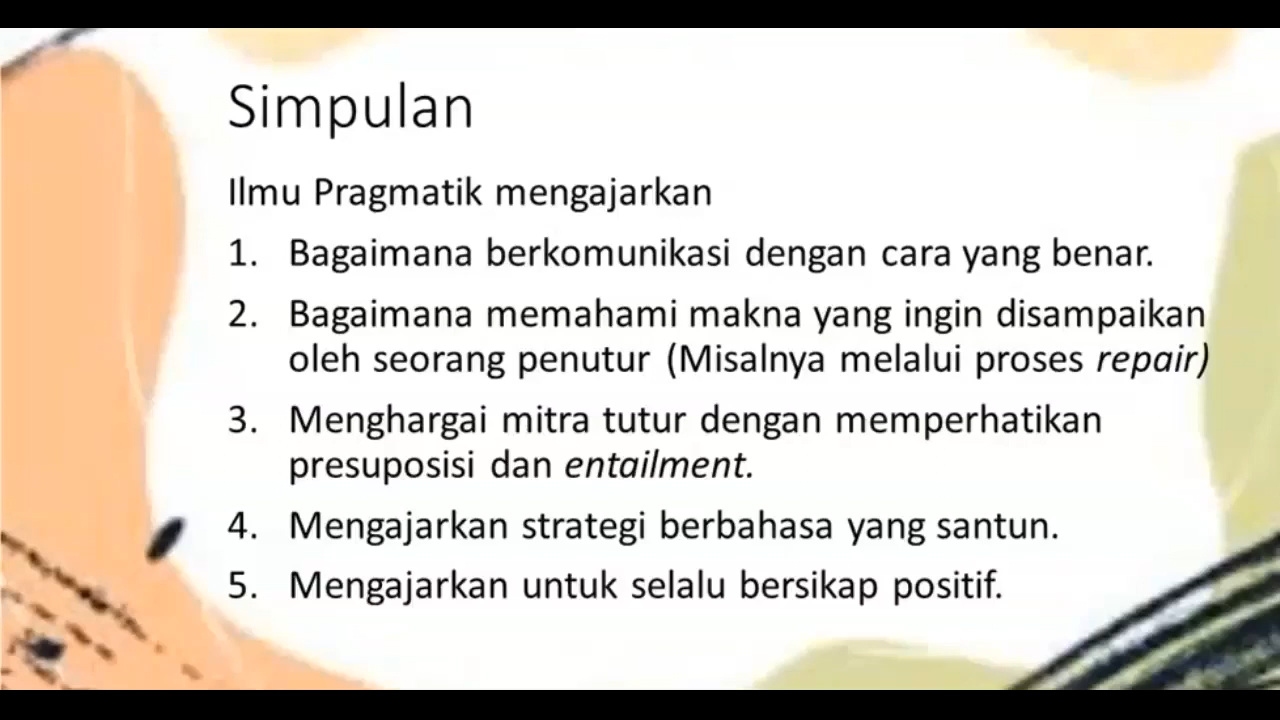 Simpulan
Ilmu Pragmatik mengajarkan
1. Bagaimana berkomunikasi dengan cara yang benar.
2. Bagaimana memahami makna yang ingin disampaikan
oleh seorang penutur (Misalnya melalui proses repair)
3. Menghargai mitra tutur dengan memperhatikan
presuposisi dan entailment.
4. Mengajarkan strategi berbahasa yang santun.
5. Mengajarkan untuk selalu bersikap positif.